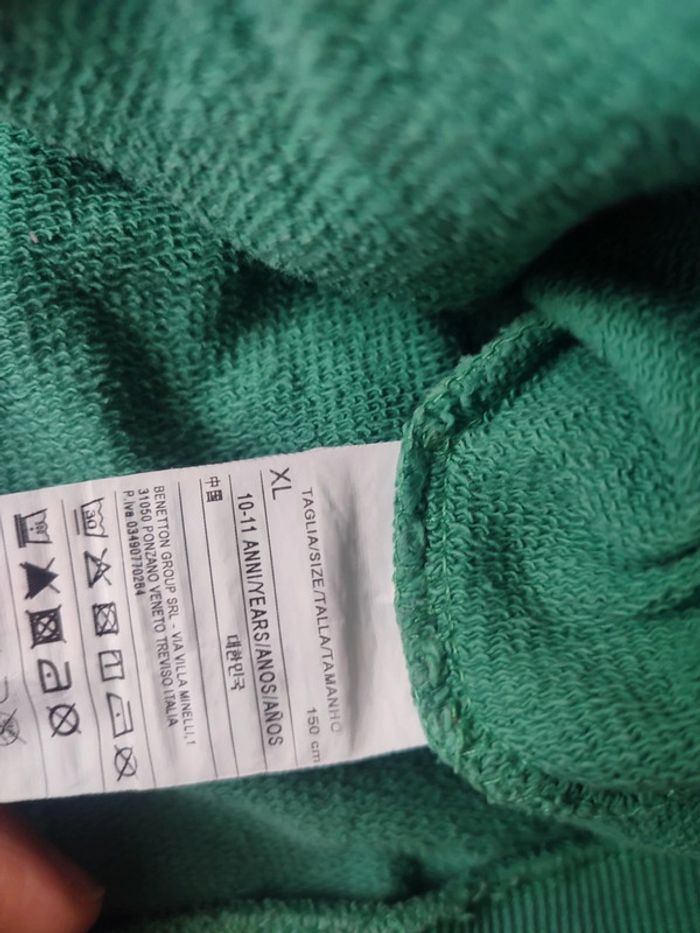 TAGLIA/SIZE/TALLA/TAMANHO
XL 150 cm
10-11 ANNI/YEARS/ANOS/AÑOS
中国 대한민국
BENETTON GROUP SRL - VIA VILLA MINELLI,1
31050 PONZANO VENETO TREVISO ITALIA
P.Iva 03490770264
30